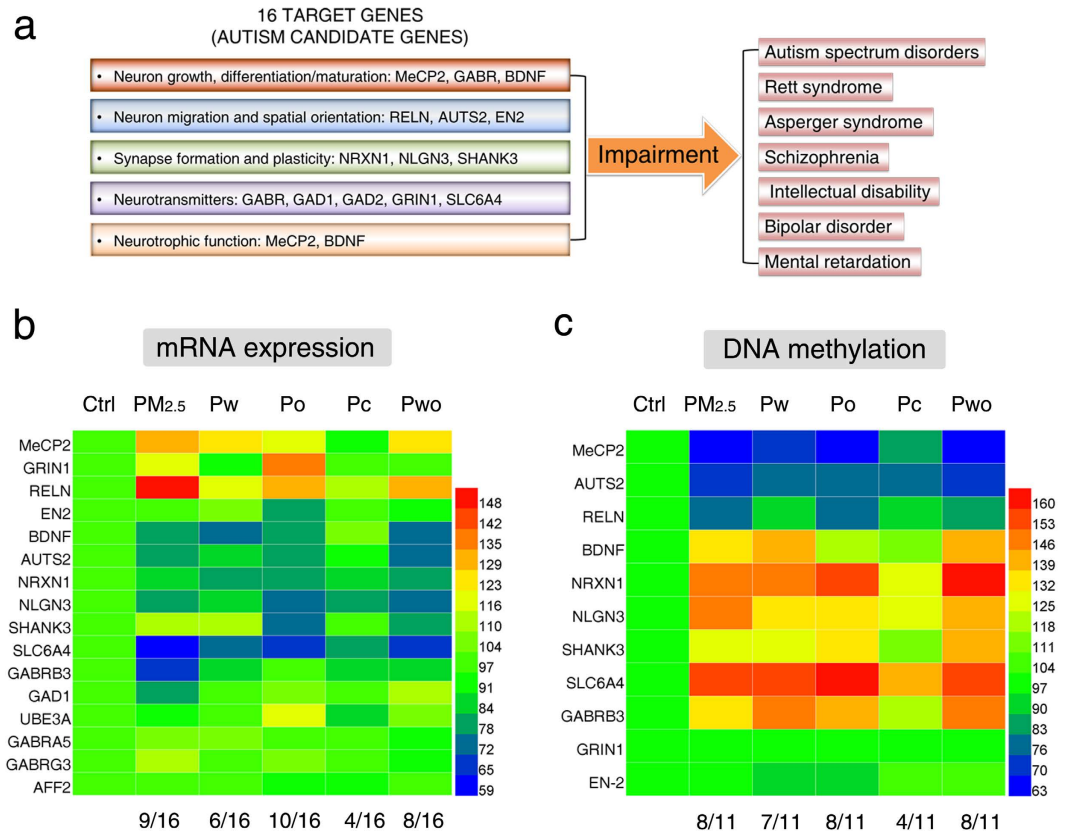 a
16 TARGET GENES
(AUTISM CANDIDATE GENES)
• Neuron growth, differentiation/maturation: MeCP2, GABR, BDNF
• Neuron migration and spatial orientation: RELN, AUTS2, EN2
• Synapse formation and plasticity: NRXN1, NLGN3, SHANK3
• Neurotransmitters: GABR, GAD1, GAD2, GRIN1, SLC6A4
• Neurotrophic function: MeCP2, BDNF
Impairment
Autism spectrum disorders
Rett syndrome
Asperger syndrome
Schizophrenia
Intellectual disability
Bipolar disorder
Mental retardation
b
mRNA expression
Ctrl PM2.5 Pw Po Pc Pwo
MeCP2
GRIN1
RELN
EN2
BDNF
AUTS2
NRXN1
NLGN3
SHANK3
SLC6A4
GABRB3
GAD1
UBE3A
GABRA5
GABRG3
AFF2
148
142
135
129
123
116
110
104
97
91
84
78
72
65
59
9/16 6/16 10/16 4/16 8/16
c
DNA methylation
Ctrl PM2.5 Pw Po Pc Pwo
MeCP2
AUTS2
RELN
BDNF
NRXN1
NLGN3
SHANK3
SLC6A4
GABRB3
GRIN1
EN-2
160
153
146
139
132
125
118
111
104
97
90
83
76
70
63
8/11 7/11 8/11 4/11 8/11